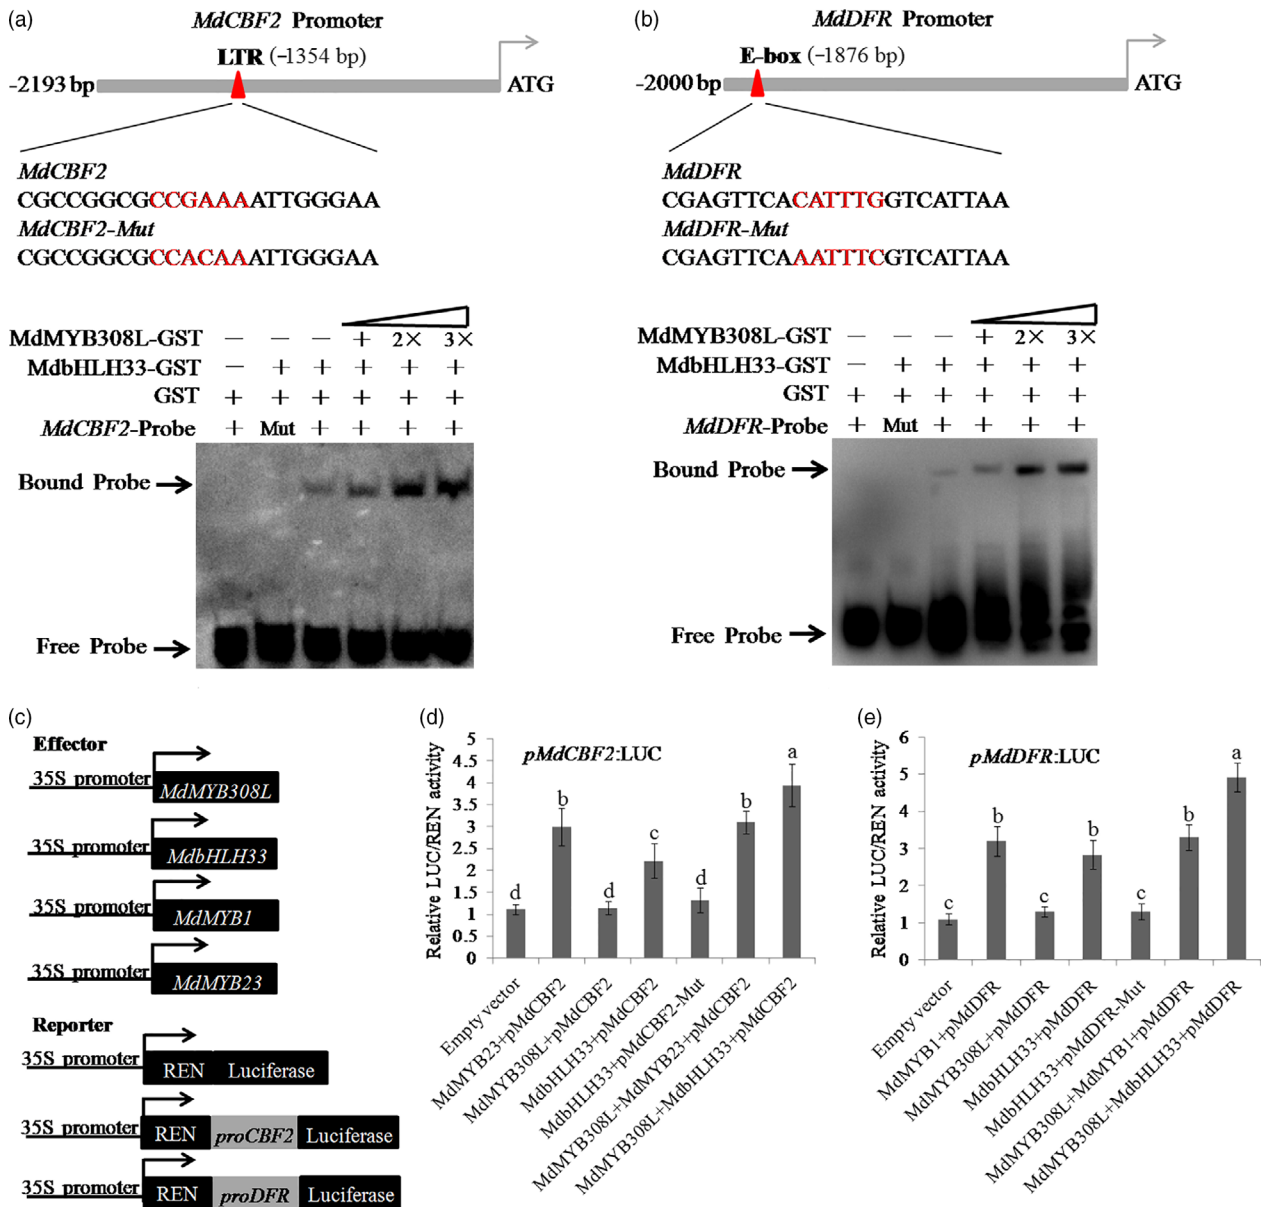 (a)
MdCBF2 Promoter
LTR (−1354 bp)
−2193 bp
ATG
MdCBF2
CGCCGGCGCCGAAAATTGGGAA
MdCBF2-Mut
CGCCGGCGCCACAAATTGGGAA
MdMYB308L-GST — — — + 2× 3×
MdbHLH33-GST — + + + + +
GST + + + + + +
MdCBF2-Probe + Mut + + + +
Bound Probe
Free Probe
(b)
MdDFR Promoter
E-box (−1876 bp)
−2000 bp
ATG
MdDFR
CGAGTTCACATTTGGTCATTAA
MdDFR-Mut
CGAGTTCAAATTTCGTCATTAA
MdMYB308L-GST — — — + 2× 3×
MdbHLH33-GST — + + + + +
GST + + + + + +
MdDFR-Probe + Mut + + + +
Bound Probe
Free Probe
(c)
Effector
35S promoter MdMYB308L
35S promoter MdbHLH33
35S promoter MdMYB1
35S promoter MdMYB23
Reporter
35S promoter REN Luciferase
35S promoter REN proCBF2 Luciferase
35S promoter REN proDFR Luciferase
(d)
pMdCBF2:LUC
Relative LUC/REN activity
5
4.5
4
3.5
3
2.5
2
1.5
1
0.5
0
d b d c d b a
Empty vector
MdMYB23+pMdCBF2
MdMYB308L+pMdCBF2
MdbHLH33+pMdCBF2
MdbHLH33+pMdCBF2-Mut
MdMYB308L+MdMYB23+pMdCBF2
MdMYB308L+MdbHLH33+pMdCBF2
(e)
pMdDFR:LUC
Relative LUC/REN activity
6
5
4
3
2
1
0
c b c b c b a
Empty vector
MdMYB1+pMdDFR
MdMYB308L+pMdDFR
MdbHLH33+pMdDFR
MdbHLH33+pMdDFR-Mut
MdMYB308L+MdMYB1+pMdDFR
MdMYB308L+MdbHLH33+pMdDFR